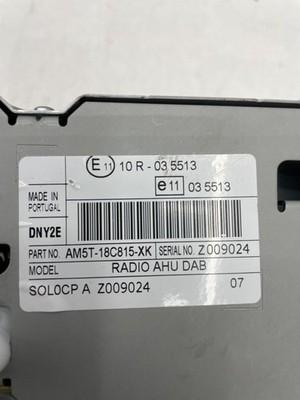 E 11 10 R - 03 5513
e 11 03 5513
MADE IN
PORTUGAL
DNY2E
PART NO. AM5T-18C815-XK SERIAL NO. Z 009024
MODEL RADIO AHU DAB
SOL0CP A Z009024 07